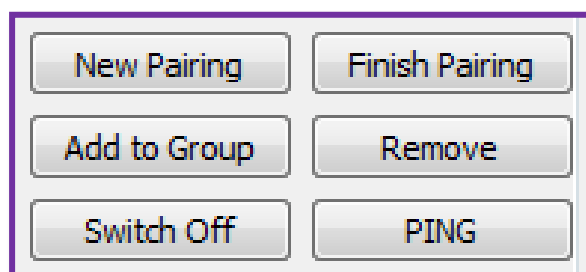 New Pairing
Finish Pairing
Add to Group
Remove
Switch Off
PING